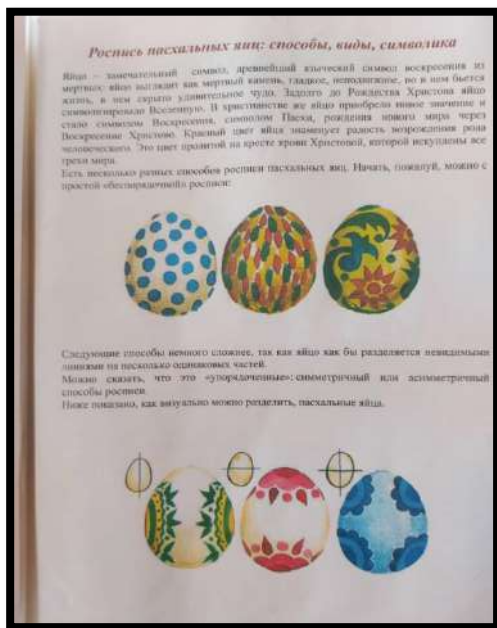 Роспись пасхальных яиц: способы, виды, символика
Яйцо – замечательный символ, древнейший языческий символ воскресения из
мертвых: яйцо выглядит как мертвый камень, гладкое, неподвижное, но в нем бьется
жизнь, в нем скрыто удивительное чудо. Задолго до Рождества Христова яйцо
символизировало Вселенную. В христианстве же яйцо приобрело новое значение и
стало символом Воскресения, символом Пасхи, рождения нового мира через
Воскресение Христово. Красный цвет яйца знаменует радость возрождения рода
человеческого. Это цвет пролитой на кресте крови Христовой, которой искуплены все
грехи мира.
Есть несколько разных способов росписи пасхальных яиц. Начать, пожалуй, можно с
простой «беспорядочной» росписи:
Следующие способы немного сложнее, так как яйцо как бы разделяется невидимыми
линиями на несколько одинаковых частей.
Можно сказать, что это «упорядоченные»: симметричный или асимметричный
способы росписи.
Ниже показано, как визуально можно разделить, пасхальные яйца.